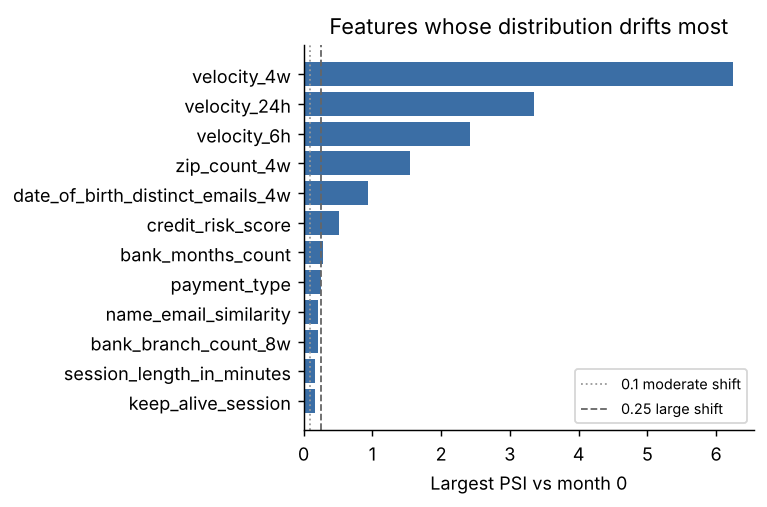 Features whose distribution drifts most
velocity_4w
velocity_24h
velocity_6h
zip_count_4w
date_of_birth_distinct_emails_4w
credit_risk_score
bank_months_count
payment_type
name_email_similarity
bank_branch_count_8w
session_length_in_minutes
keep_alive_session
0.1 moderate shift
0.25 large shift
0 1 2 3 4 5 6
Largest PSI vs month 0